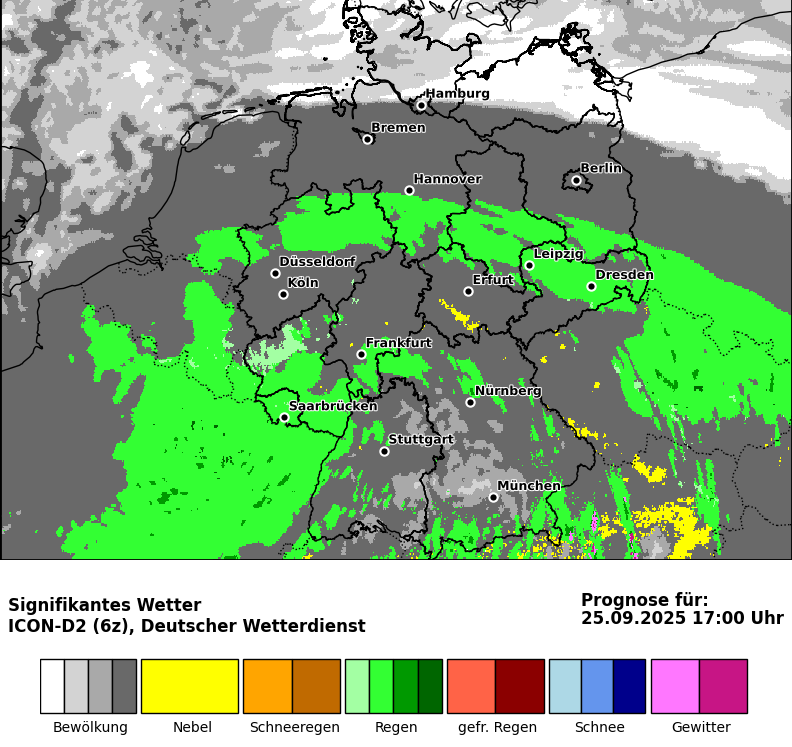 Hamburg
Bremen
Berlin
Hannover
Leipzig
Düsseldorf
Dresden
Köln
Erfurt
Frankfurt
Nürnberg
Saarbrücken
Stuttgart
München
Signifikantes Wetter
ICON-D2 (6z), Deutscher Wetterdienst
Prognose für:
25.09.2025 17:00 Uhr
Bewölkung
Nebel
Schneeregen
Regen
gefr. Regen
Schnee
Gewitter